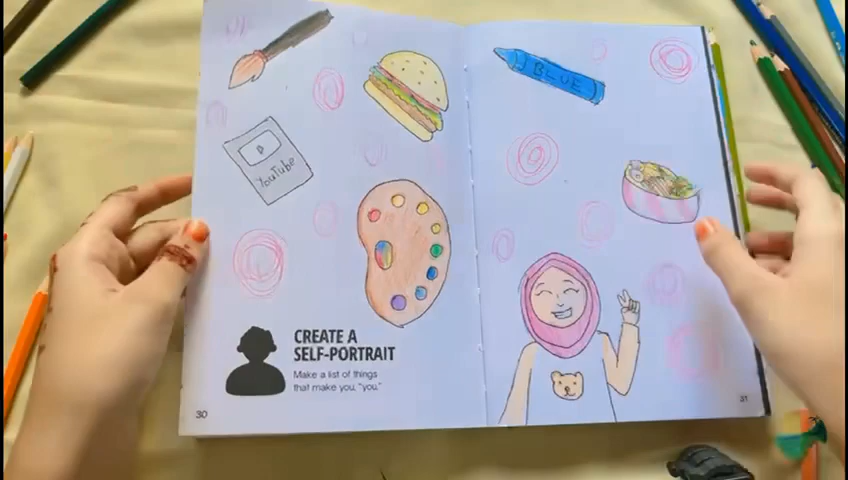 BLUE
YouTube
CREATE A
SELF-PORTRAIT
Make a list of things
that make you, "you."
30
31